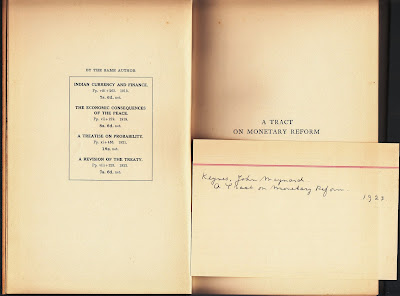 BY THE SAME AUTHOR
INDIAN CURRENCY AND FINANCE.
Pp. viii + 263. 1913.
7s. 6d. net.
THE ECONOMIC CONSEQUENCES
OF THE PEACE.
Pp. vii + 279. 1919.
8s. 6d. net.
A TREATISE ON PROBABILITY.
Pp. xi + 466. 1921.
18s. net.
A REVISION OF THE TREATY.
Pp. viii + 223. 1922.
7s. 6d. net.
A TRACT
ON MONETARY REFORM
Keynes, John Maynard
A Tract on Monetary Reform
1923